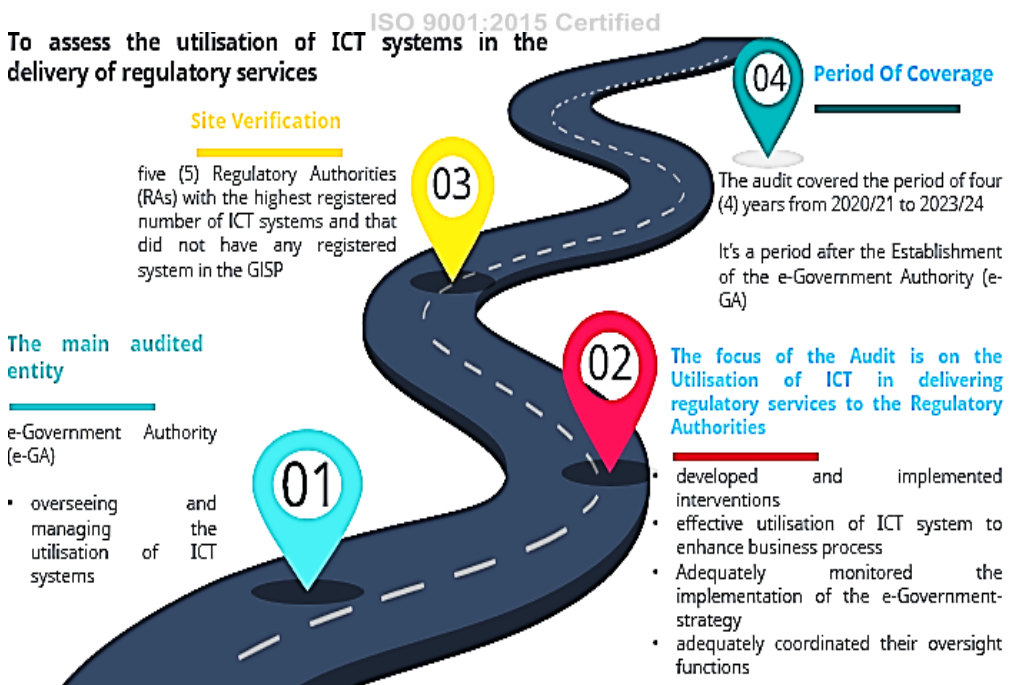 ISO 9001:2015 Certified
To assess the utilisation of ICT systems in the
delivery of regulatory services
The main audited
entity
e-Government Authority
(e-GA)
• overseeing and
managing the
utilisation of ICT
systems
01
02
The focus of the Audit is on the
Utilisation of ICT in delivering
regulatory services to the Regulatory
Authorities
• developed and implemented
interventions
• effective utilisation of ICT system to
enhance business process
• Adequately monitored the
implementation of the e-Government-
strategy
• adequately coordinated their oversight
functions
Site Verification
five (5) Regulatory Authorities
(RAs) with the highest registered
number of ICT systems and that
did not have any registered
system in the GISP
03
04
Period Of Coverage
The audit covered the period of four
(4) years from 2020/21 to 2023/24
It's a period after the Establishment
of the e-Government Authority (e-
GA)